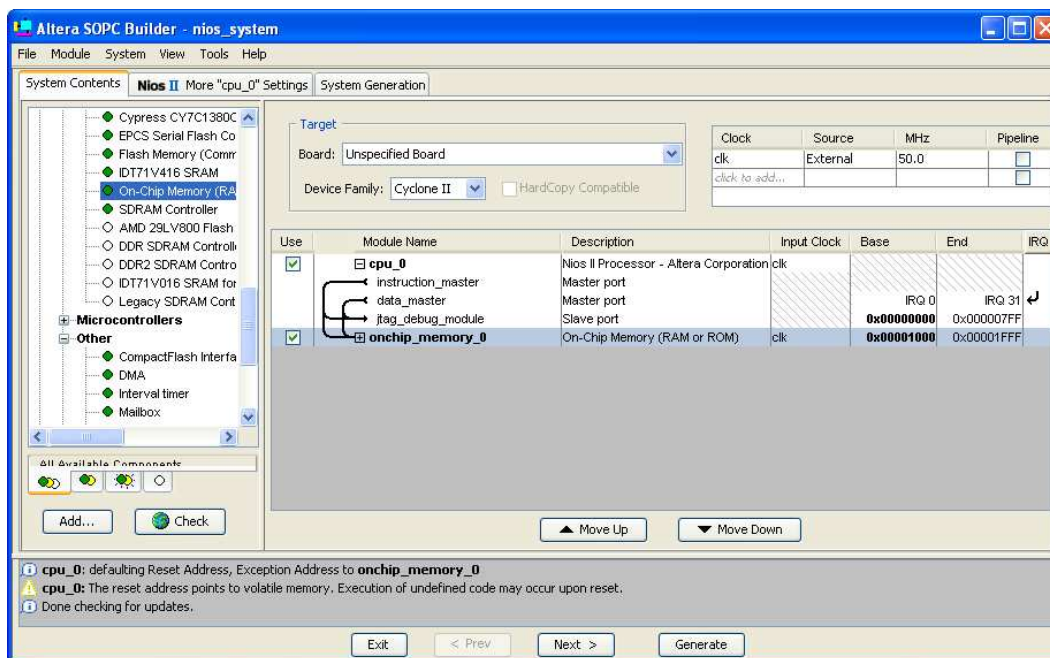 Altera SOPC Builder - nios_system
File Module System View Tools Help
System Contents Nios II More "cpu_0" Settings System Generation
Cypress CY7C1380C
EPCS Serial Flash Co
Flash Memory (Comm
IDT71V416 SRAM
On-Chip Memory (RA
SDRAM Controller
AMD 29LV800 Flash
DDR SDRAM Controll
DDR2 SDRAM Contro
IDT71V016 SRAM for
Legacy SDRAM Cont
Microcontrollers
Other
CompactFlash Interfa
DMA
Interval timer
Mailbox
All Available Components
Add... Check
Target
Board: Unspecified Board
Device Family: Cyclone II HardCopy Compatible
Clock Source MHz Pipeline
clk External 50.0
click to add...
Use Module Name Description Input Clock Base End IRQ
cpu_0 Nios II Processor - Altera Corporation clk
instruction_master Master port
data_master Master port IRQ 0 IRQ 31
jtag_debug_module Slave port 0x00000000 0x000007FF
onchip_memory_0 On-Chip Memory (RAM or ROM) clk 0x00001000 0x00001FFF
Move Up Move Down
cpu_0: defaulting Reset Address, Exception Address to onchip_memory_0
cpu_0: The reset address points to volatile memory. Execution of undefined code may occur upon reset.
Done checking for updates.
Exit < Prev Next > Generate